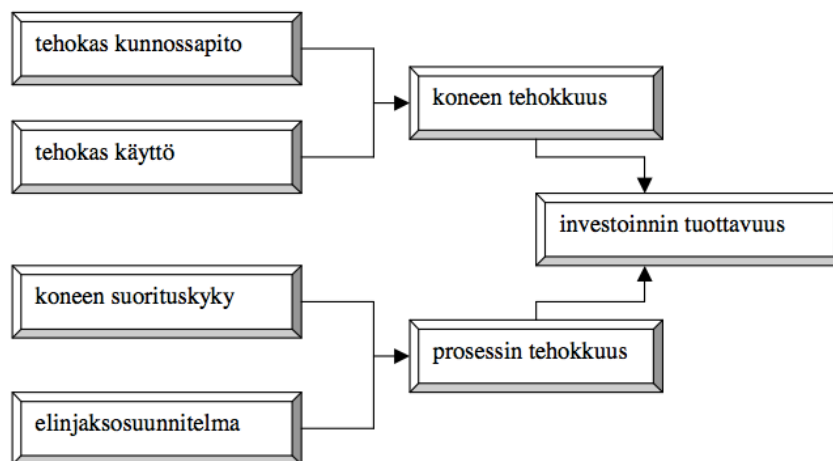 tehokas kunnossapito
koneen tehokkuus
tehokas käyttö
investoinnin tuottavuus
koneen suorituskyky
prosessin tehokkuus
elinjaksosuunnitelma